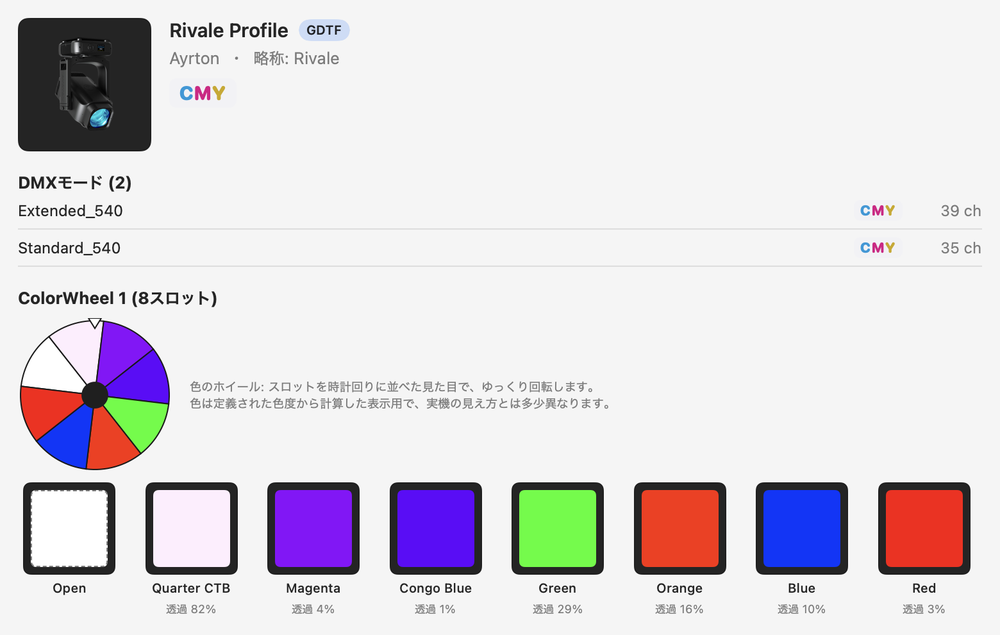 Rivale Profile GDTF
Ayrton ・ 略称: Rivale
CMY
DMXモード (2)
Extended_540 CMY 39 ch
Standard_540 CMY 35 ch
ColorWheel 1 (8スロット)
色のホイール: スロットを時計回りに並べた見た目で、ゆっくり回転します。
色は定義された色度から計算した表示用で、実機の見え方とは多少異なります。
Open Quarter CTB Magenta Congo Blue Green Orange Blue Red
透過 82% 透過 4% 透過 1% 透過 29% 透過 16% 透過 10% 透過 3%